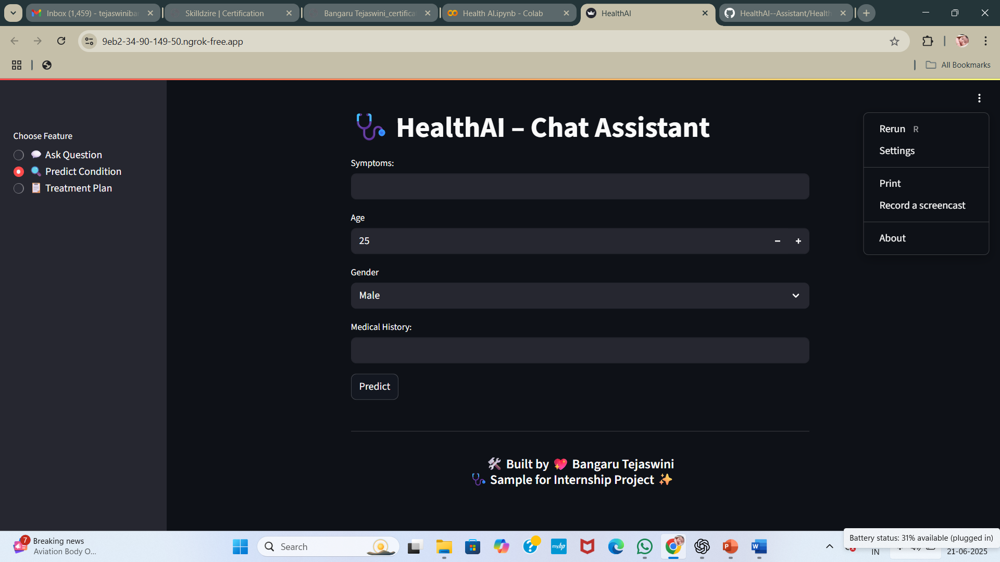 Inbox (1,459) - tejaswiniba
Skilldzire | Certification
Bangaru Tejaswini_certifica
Health AI.ipynb - Colab
HealthAI
HealthAI--Assistant/Health
9eb2-34-90-149-50.ngrok-free.app
All Bookmarks
Choose Feature
Ask Question
Predict Condition
Treatment Plan
HealthAI – Chat Assistant
Symptoms:
Age
25
Gender
Male
Medical History:
Predict
Rerun R
Settings
Print
Record a screencast
About
Built by 💖 Bangaru Tejaswini
Sample for Internship Project ✨
7
Breaking news
Aviation Body O...
Search
myhp
P
W
Battery status: 31% available (plugged in)
IN
21-06-2025